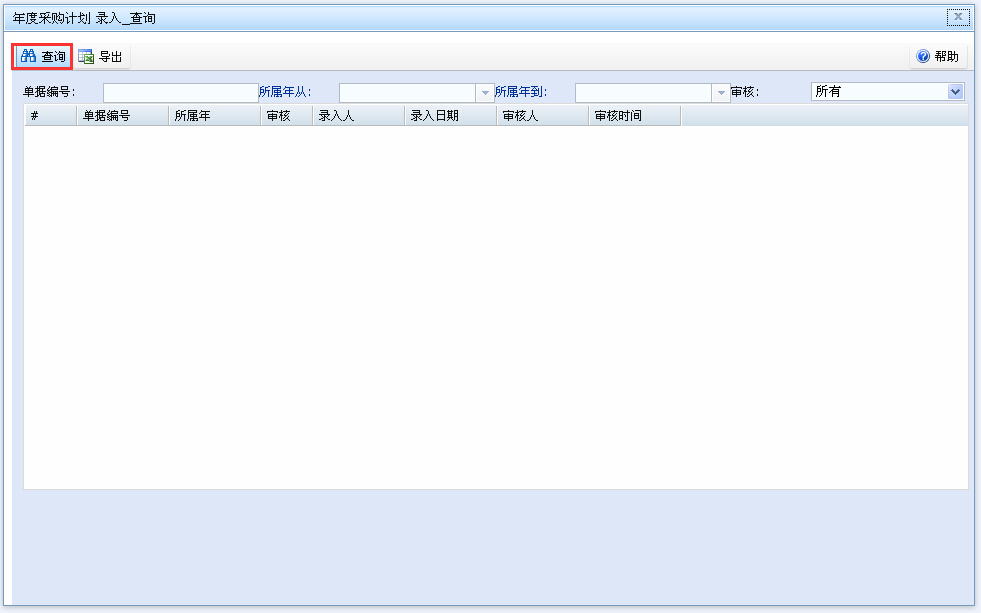 年度采购计划 录入_查询
查询 导出 帮助
单据编号: 所属年从: 所属年到: 审核: 所有
# 单据编号 所属年 审核 录入人 录入日期 审核人 审核时间